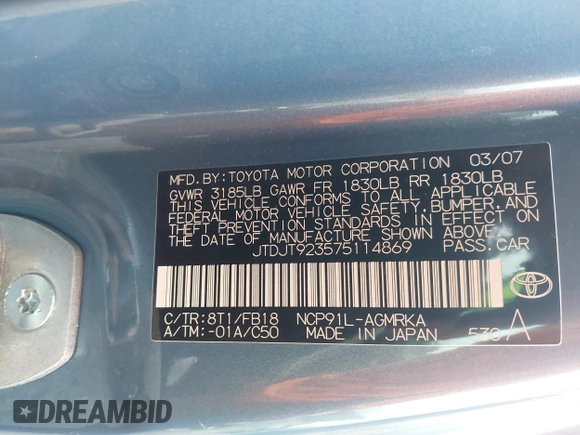 MFD. BY: TOYOTA MOTOR CORPORATION 03/07
GVWR 3185LB GAWR FR 1830LB RR 1830LB
THIS VEHICLE CONFORMS TO ALL APPLICABLE
FEDERAL MOTOR VEHICLE SAFETY, BUMPER, AND
THEFT PREVENTION STANDARDS IN EFFECT ON
THE DATE OF MANUFACTURE SHOWN ABOVE.
JTDJT923575114869 PASS.CAR
C/TR:8T1/FB18 NCP91L-AGMRKA
A/TM:-01A/C50 MADE IN JAPAN 530 A
DREAMBID